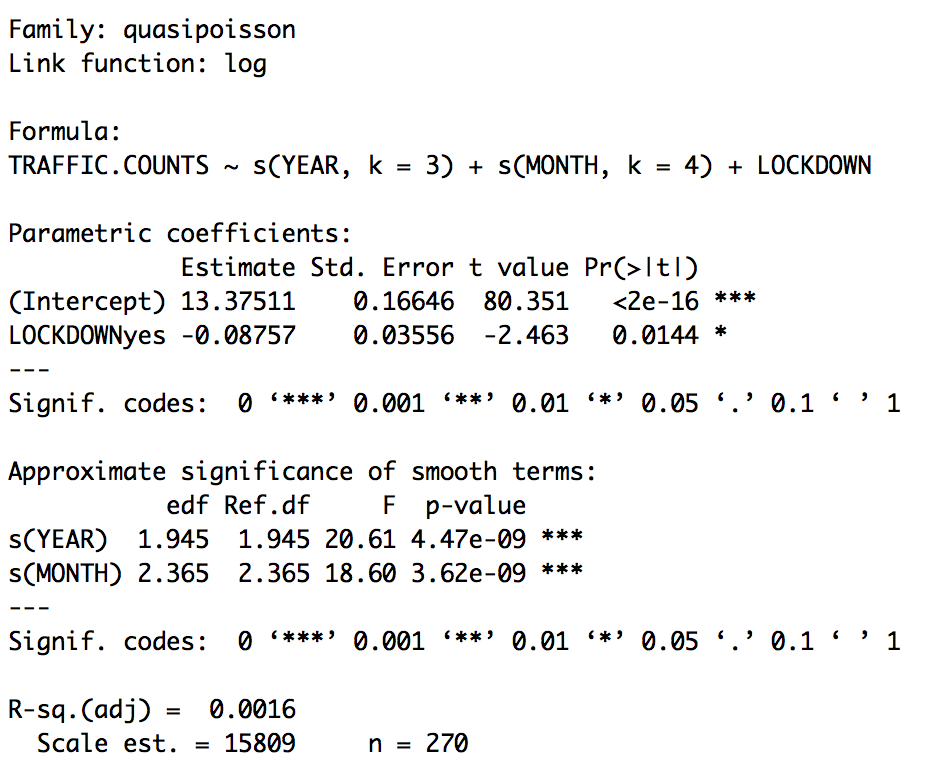 Family: quasipoisson
Link function: log
Formula:
TRAFFIC.COUNTS ~ s(YEAR, k = 3) + s(MONTH, k = 4) + LOCKDOWN
Parametric coefficients:
Estimate Std. Error t value Pr(>|t|)
(Intercept) 13.37511 0.16646 80.351 <2e-16 ***
LOCKDOWNyes -0.08757 0.03556 -2.463 0.0144 *
---
Signif. codes: 0 ‘***’ 0.001 ‘**’ 0.01 ‘*’ 0.05 ‘.’ 0.1 ‘ ’ 1
Approximate significance of smooth terms:
edf Ref.df F p-value
s(YEAR) 1.945 1.945 20.61 4.47e-09 ***
s(MONTH) 2.365 2.365 18.60 3.62e-09 ***
---
Signif. codes: 0 ‘***’ 0.001 ‘**’ 0.01 ‘*’ 0.05 ‘.’ 0.1 ‘ ’ 1
R-sq.(adj) = 0.0016
Scale est. = 15809 n = 270